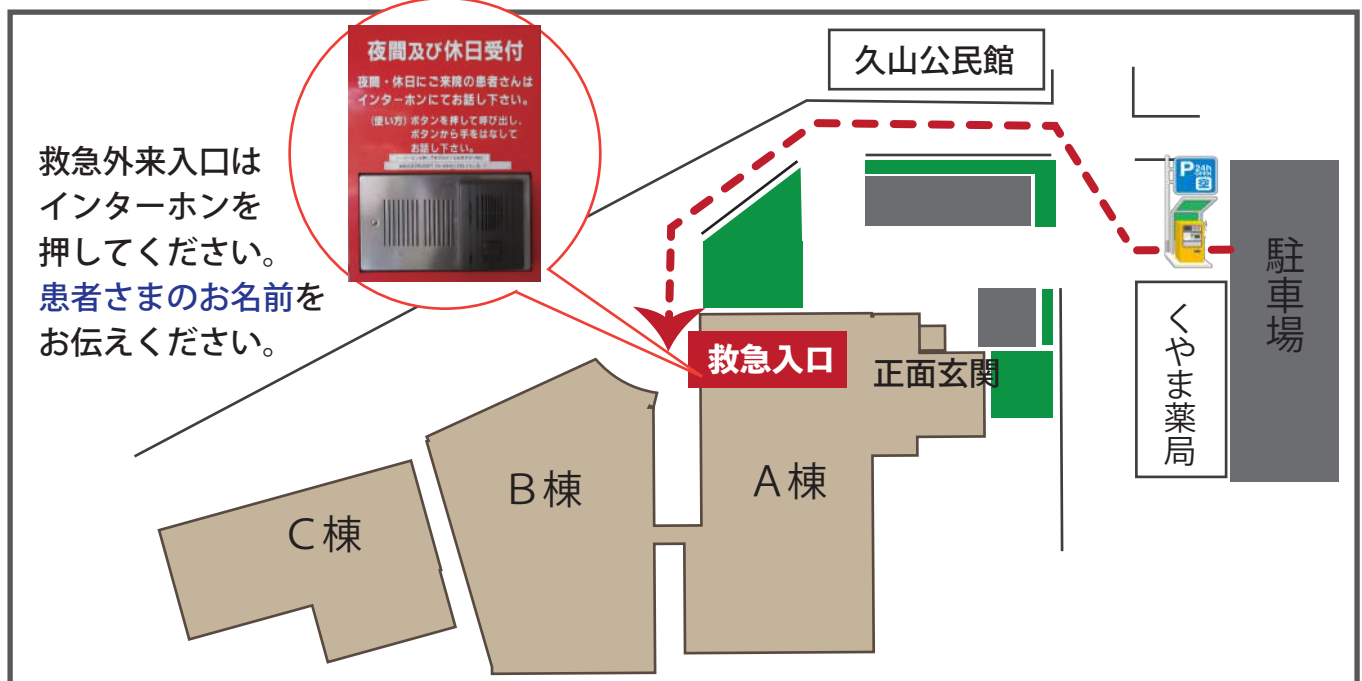 夜間及び休日受付
夜間・休日にご来院の患者さんは
インターホンにてお話し下さい。
(使い方) ボタンを押して呼び出し、
ボタンから手をはなして
お話し下さい。
救急外来入口は
インターホンを
押してください。
患者さまのお名前を
お伝えください。
久山公民館
P 24h
OPEN
空
駐車場
くやま薬局
救急入口
正面玄関
A棟
B棟
C棟